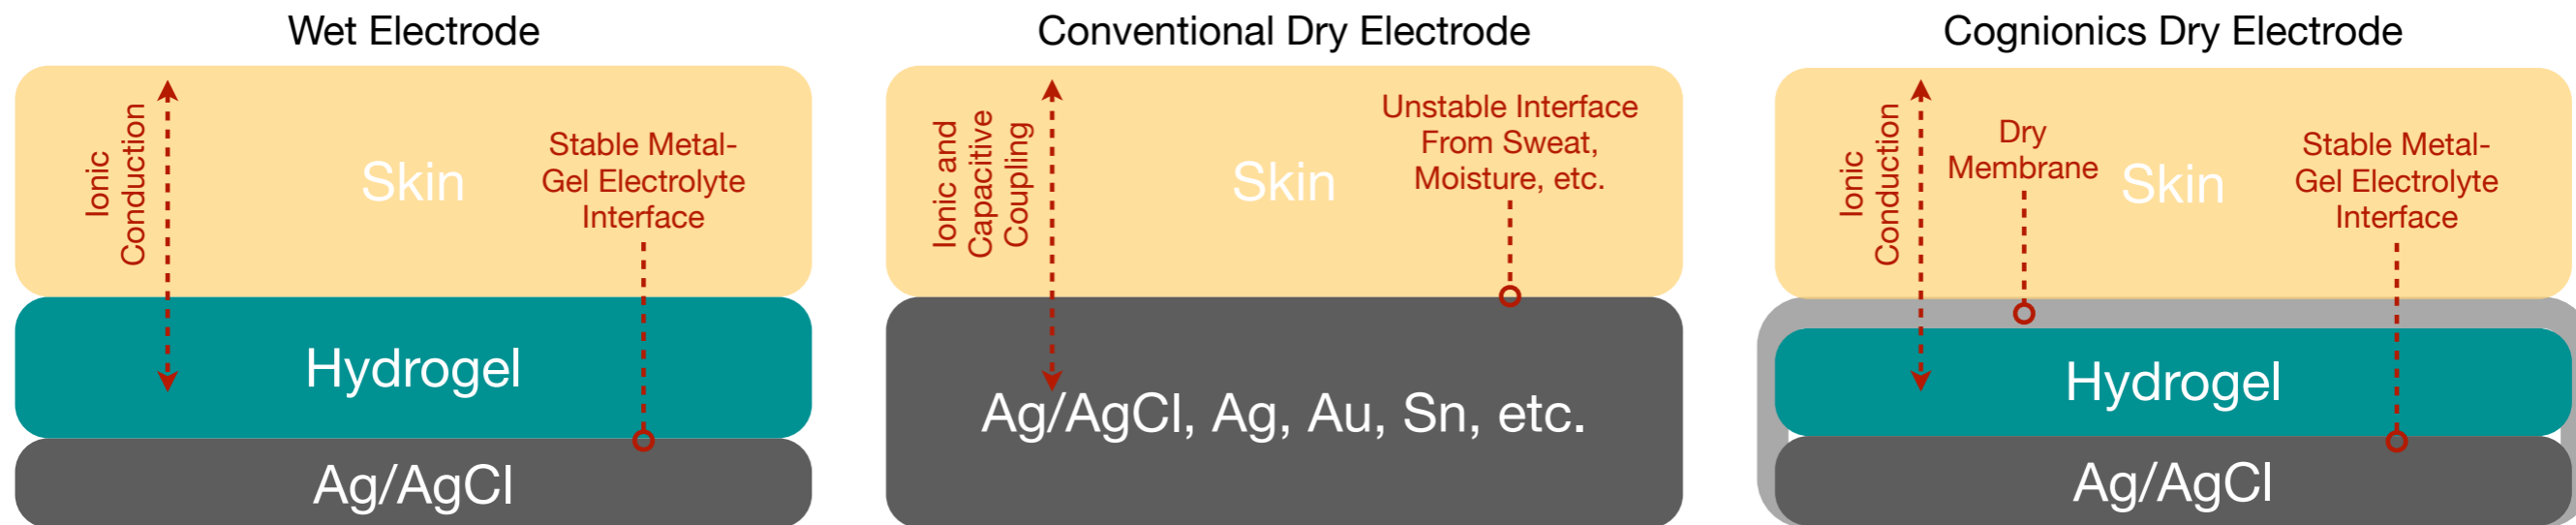 Wet Electrode
Ionic
Conduction
Skin
Stable Metal-
Gel Electrolyte
Interface
Hydrogel
Ag/AgCl
Conventional Dry Electrode
Ionic and
Capacitive
Coupling
Skin
Unstable Interface
From Sweat,
Moisture, etc.
Ag/AgCl, Ag, Au, Sn, etc.
Cognionics Dry Electrode
Ionic
Conduction
Dry
Membrane
Skin
Stable Metal-
Gel Electrolyte
Interface
Hydrogel
Ag/AgCl